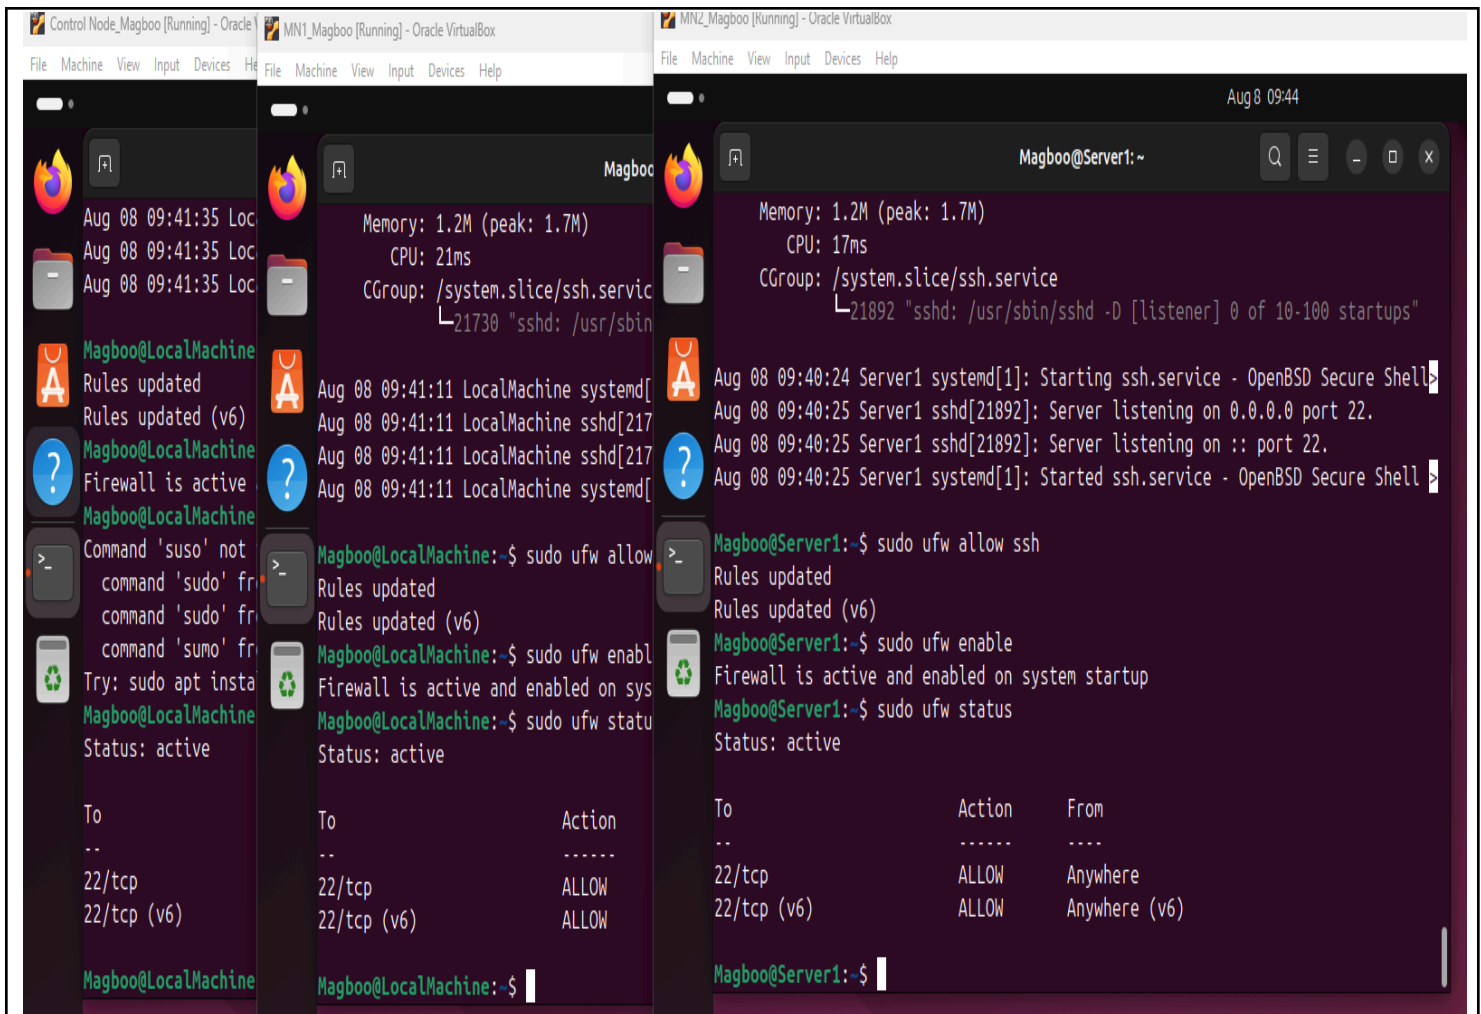 Control Node_Magboo [Running] - Oracle
File Machine View Input Devices He
Aug 08 09:41:35 Loc
Aug 08 09:41:35 Loc
Aug 08 09:41:35 Loc
Magboo@LocalMachine
Rules updated
Rules updated (v6)
Magboo@LocalMachine
Firewall is active
Magboo@LocalMachine
Command 'suso' not
command 'sudo' fr
command 'sudo' fr
command 'sumo' fr
Try: sudo apt insta
Magboo@LocalMachine
Status: active
To
--
22/tcp
22/tcp (v6)
Magboo@LocalMachine
MN1_Magboo [Running] - Oracle VirtualBox
File Machine View Input Devices Help
Magboo
Memory: 1.2M (peak: 1.7M)
CPU: 21ms
CGroup: /system.slice/ssh.servic
└─21730 "sshd: /usr/sbin
Aug 08 09:41:11 LocalMachine systemd[
Aug 08 09:41:11 LocalMachine sshd[217
Aug 08 09:41:11 LocalMachine sshd[217
Aug 08 09:41:11 LocalMachine systemd[
Magboo@LocalMachine:~$ sudo ufw allow
Rules updated
Rules updated (v6)
Magboo@LocalMachine:~$ sudo ufw enabl
Firewall is active and enabled on sys
Magboo@LocalMachine:~$ sudo ufw statu
Status: active
To Action
-- ------
22/tcp ALLOW
22/tcp (v6) ALLOW
Magboo@LocalMachine:~$
MN2_Magboo [Running] - Oracle VirtualBox
File Machine View Input Devices Help
Aug 8 09:44
Magboo@Server1: ~
Memory: 1.2M (peak: 1.7M)
CPU: 17ms
CGroup: /system.slice/ssh.service
└─21892 "sshd: /usr/sbin/sshd -D [listener] 0 of 10-100 startups"
Aug 08 09:40:24 Server1 systemd[1]: Starting ssh.service - OpenBSD Secure Shell>
Aug 08 09:40:25 Server1 sshd[21892]: Server listening on 0.0.0.0 port 22.
Aug 08 09:40:25 Server1 sshd[21892]: Server listening on :: port 22.
Aug 08 09:40:25 Server1 systemd[1]: Started ssh.service - OpenBSD Secure Shell >
Magboo@Server1:~$ sudo ufw allow ssh
Rules updated
Rules updated (v6)
Magboo@Server1:~$ sudo ufw enable
Firewall is active and enabled on system startup
Magboo@Server1:~$ sudo ufw status
Status: active
To Action From
-- ------ ----
22/tcp ALLOW Anywhere
22/tcp (v6) ALLOW Anywhere (v6)
Magboo@Server1:~$